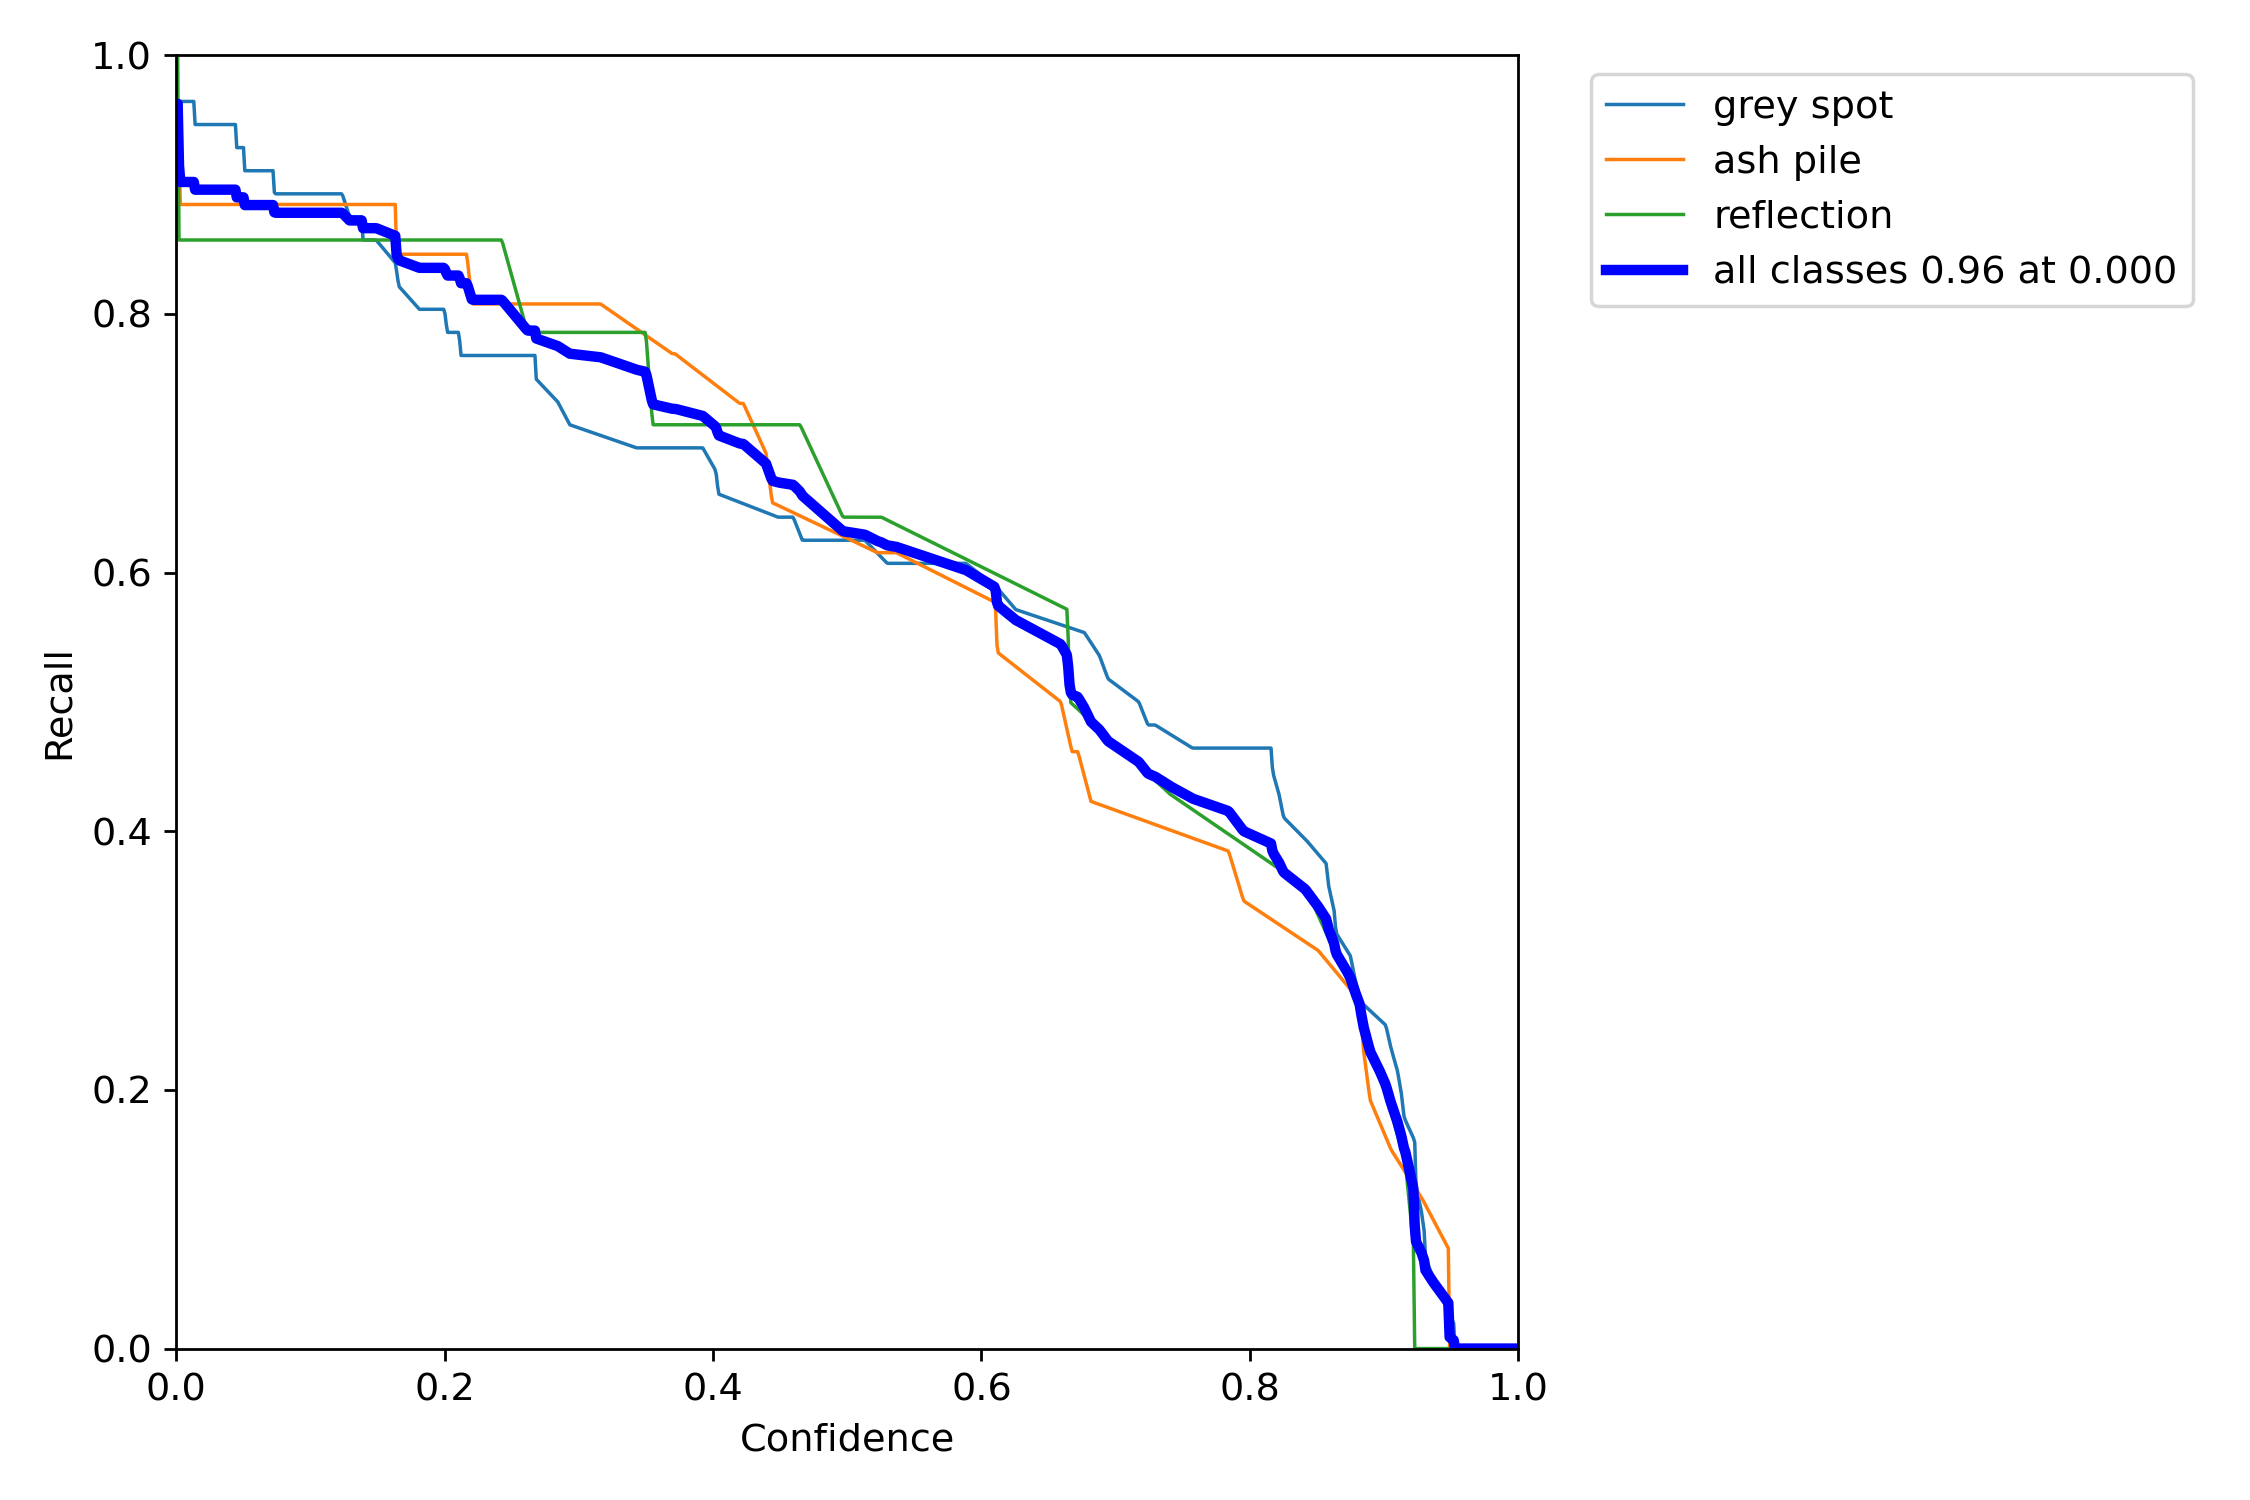 1.0
0.8
0.6
0.4
0.2
0.0
Recall
0.0 0.2 0.4 0.6 0.8 1.0
Confidence
grey spot
ash pile
reflection
all classes 0.96 at 0.000